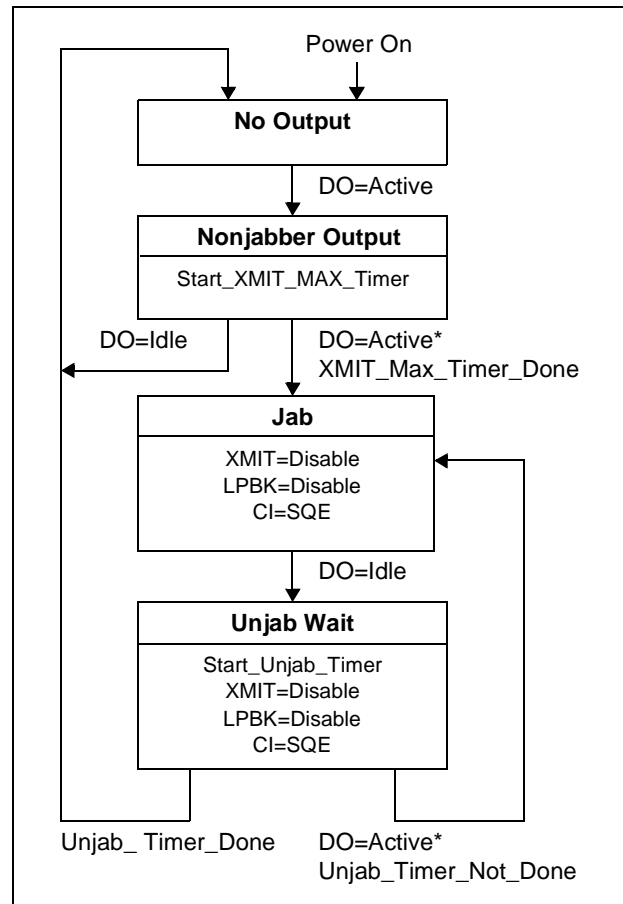 Power On
No Output
DO=Active
Nonjabber Output
Start_XMIT_MAX_Timer
DO=Idle
DO=Active*
XMIT_Max_Timer_Done
Jab
XMIT=Disable
LPBK=Disable
CI=SQE
DO=Idle
Unjab Wait
Start_Unjab_Timer
XMIT=Disable
LPBK=Disable
CI=SQE
Unjab_ Timer_Done
DO=Active*
Unjab_Timer_Not_Done